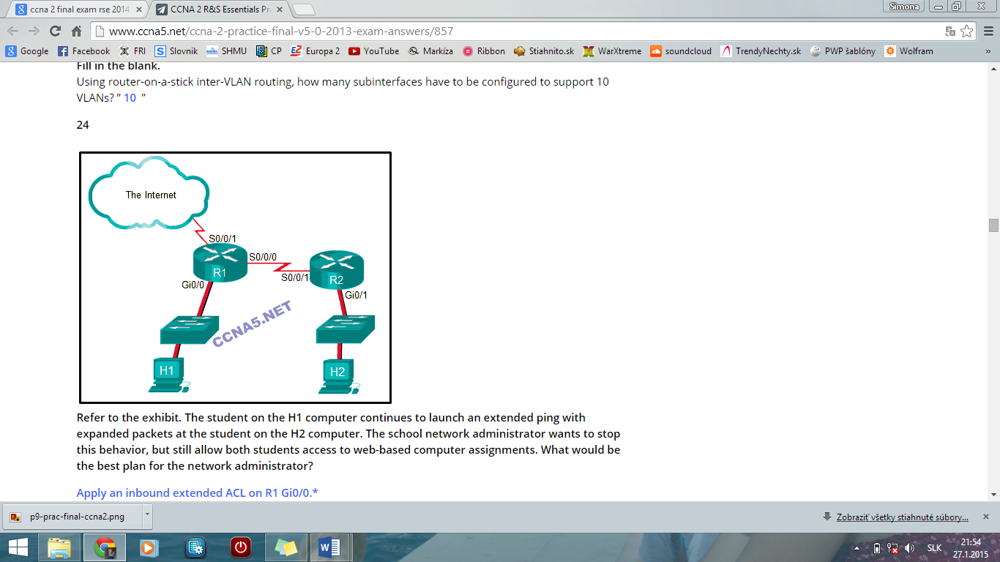 ccna 2 final exam rse 2014
CCNA 2 R&S Essentials Pr
Simona
www.ccna5.net/ccna-2-practice-final-v5-0-2013-exam-answers/857
Google Facebook FRI Slovnik SHMU CP Europa 2 YouTube Markíza Ribbon Stiahnito.sk WarXtreme soundcloud TrendyNechty.sk PWP šablóny Wolfram »
Fill in the blank.
Using router-on-a-stick inter-VLAN routing, how many subinterfaces have to be configured to support 10
VLANs? ” 10 ”
24
The Internet
S0/0/1
S0/0/0
R1
S0/0/1
R2
Gi0/0
Gi0/1
CCNA5.NET
H1
H2
Refer to the exhibit. The student on the H1 computer continues to launch an extended ping with
expanded packets at the student on the H2 computer. The school network administrator wants to stop
this behavior, but still allow both students access to web-based computer assignments. What would be
the best plan for the network administrator?
Apply an inbound extended ACL on R1 Gi0/0.*
p9-prac-final-ccna2.png
Zobraziť všetky stiahnuté súbory...
SLK
21:54
27.1.2015